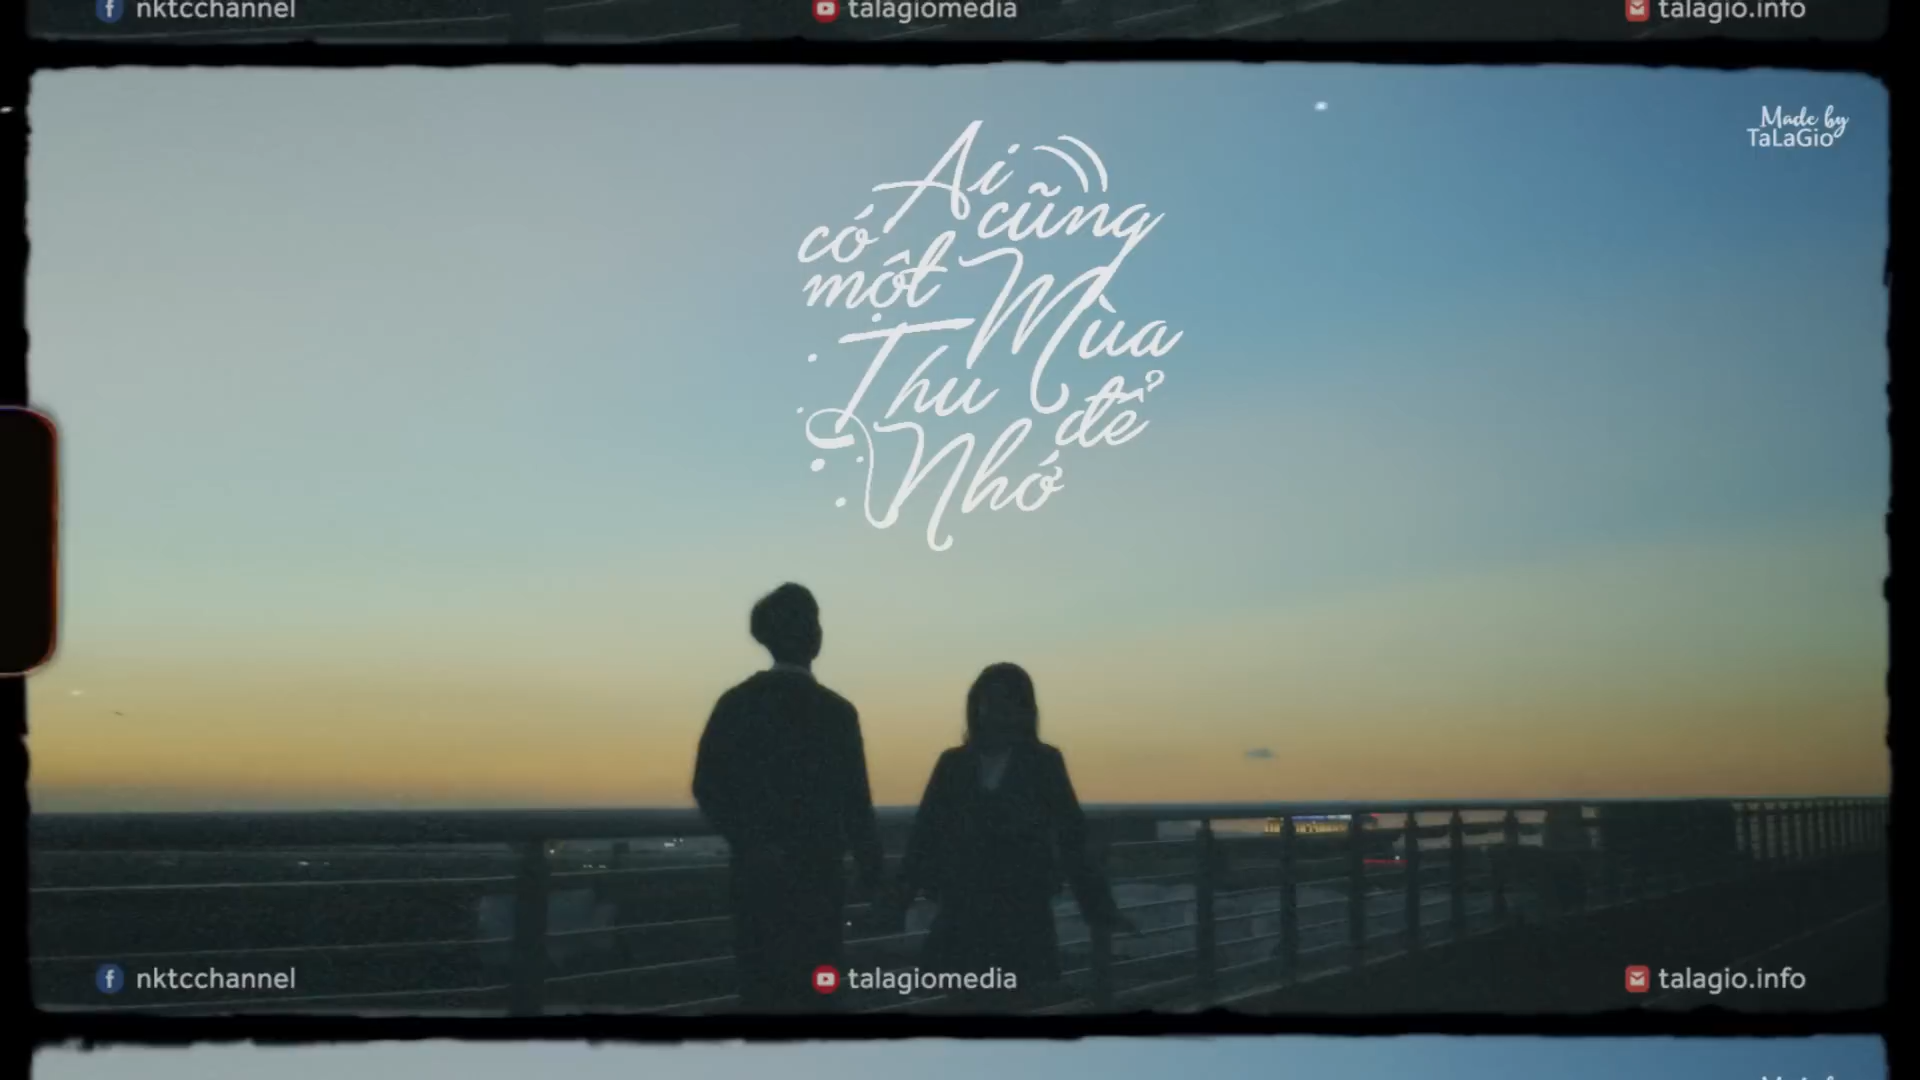 nktcchannel
talagiomedia
talagio.info
Made by
TaLaGio
Ai
cũng
có
một
Mùa
Thu
để
Nhớ
nktcchannel
talagiomedia
talagio.info